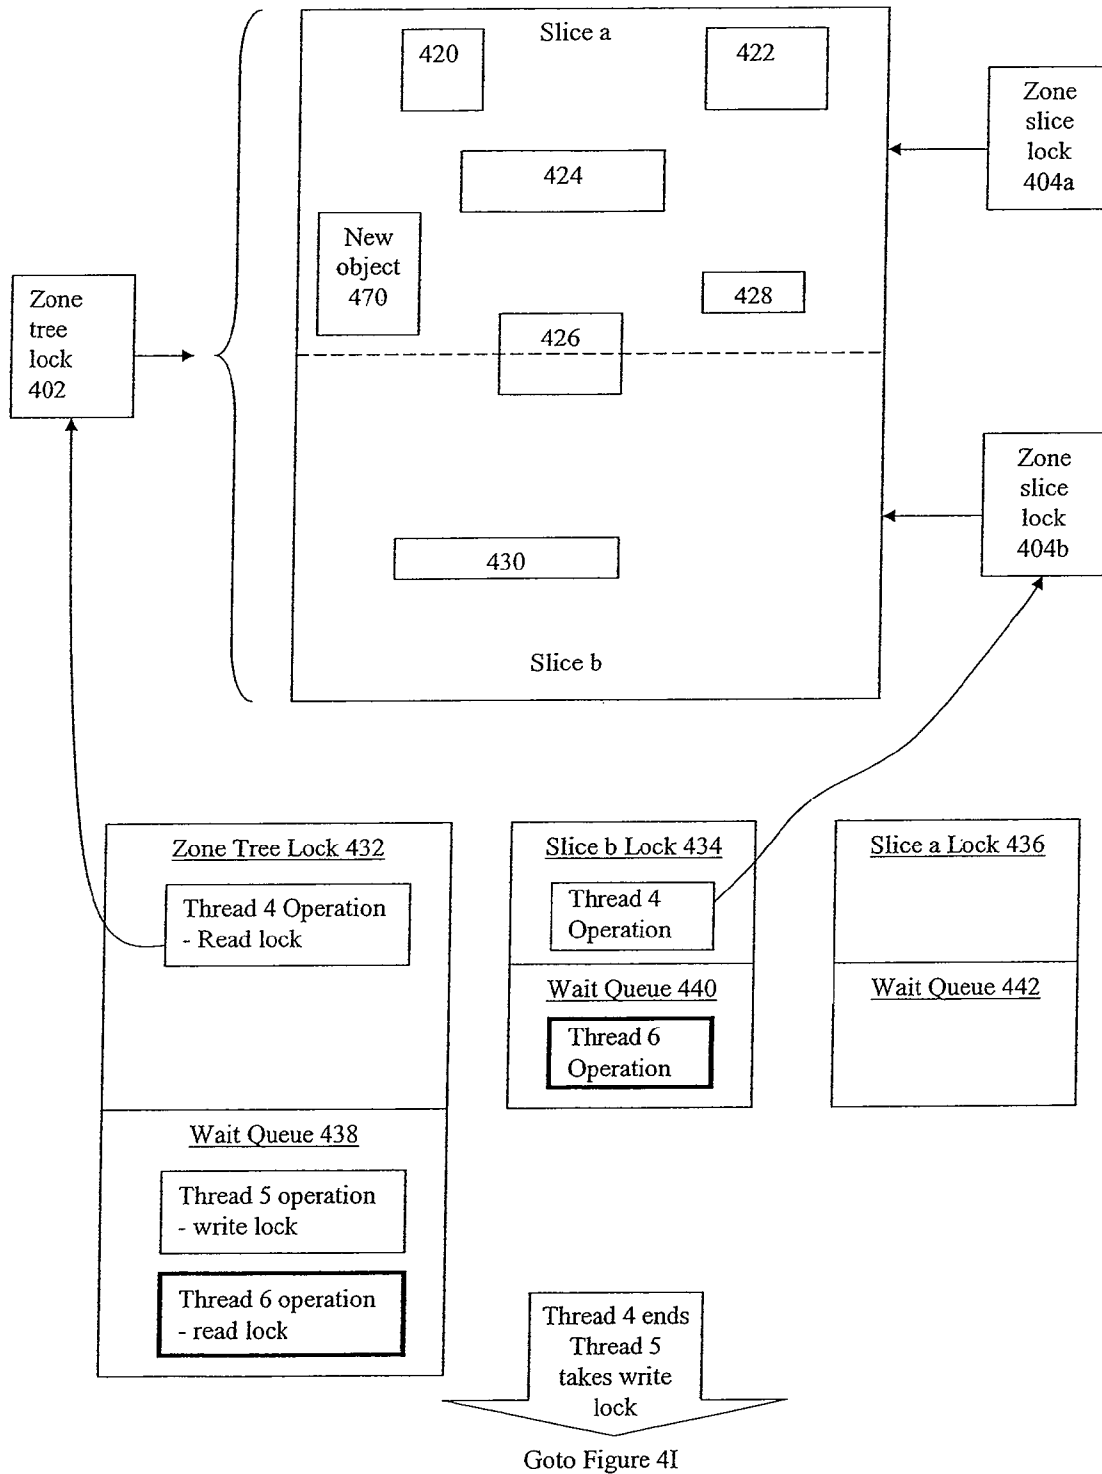 Slice a
420
422
Zone
slice
lock
404a
424
New
object
470
428
Zone
tree
lock
402
426
Zone
slice
lock
404b
430
Slice b
Zone Tree Lock 432
Thread 4 Operation
- Read lock
Slice b Lock 434
Thread 4
Operation
Slice a Lock 436
Wait Queue 440
Thread 6
Operation
Wait Queue 442
Wait Queue 438
Thread 5 operation
- write lock
Thread 6 operation
- read lock
Thread 4 ends
Thread 5
takes write
lock
Goto Figure 4I